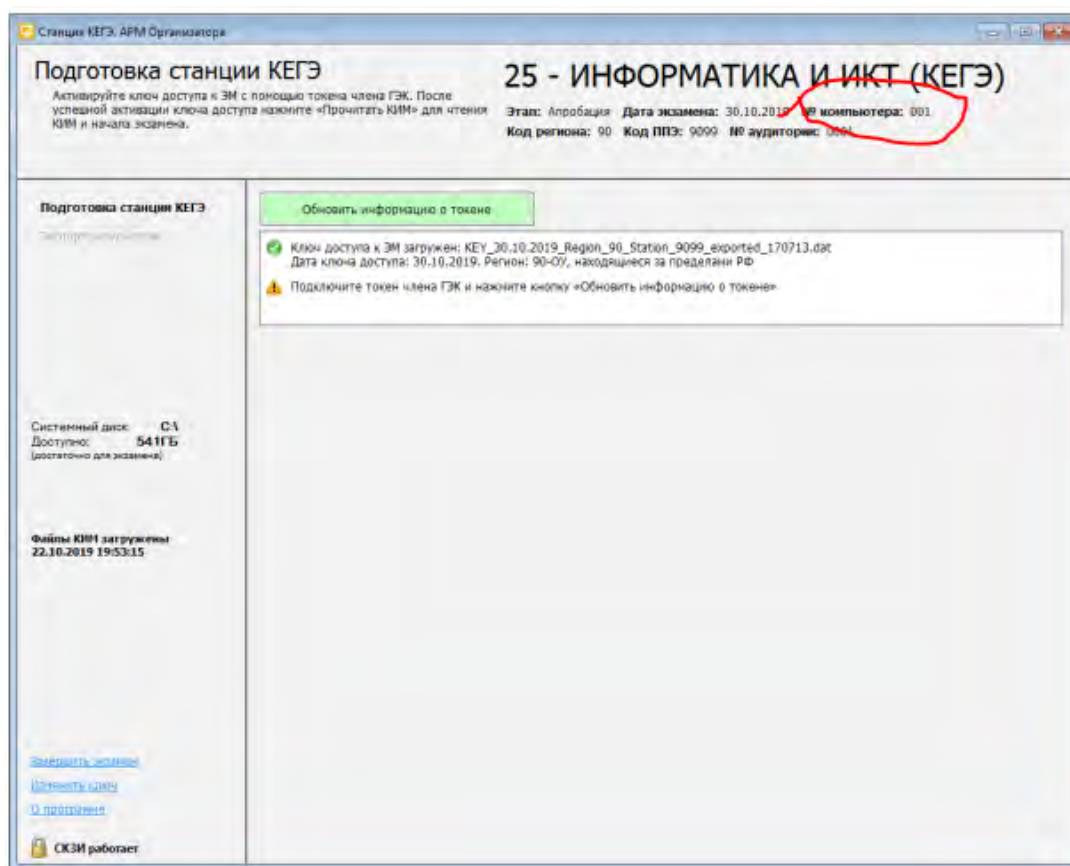 Станция КЕГЭ. АРМ Организатора
Подготовка станции КЕГЭ
Активируйте ключ доступа к ЭМ с помощью токена члена ГЭК. После
успешной активации ключа доступа нажмите «Прочитать КИМ» для чтения
КИМ и начала экзамена.
25 - ИНФОРМАТИКА И ИКТ (КЕГЭ)
Этап: Апробация Дата экзамена: 30.10.2019 № компьютера: 001
Код региона: 90 Код ППЭ: 9099 № аудитории: 0001
Подготовка станции КЕГЭ
Обновить информацию о токене
Ключ доступа к ЭМ загружен: KEY_30.10.2019_Region_90_Station_9099_exported_170713.dat
Дата ключа доступа: 30.10.2019. Регион: 90-ОУ, находящиеся за пределами РФ
Подключите токен члена ГЭК и нажмите кнопку «Обновить информацию о токене»
Системный диск: C:\
Доступно: 541ГБ
(достаточно для экзамена)
Файлы КИМ загружены
22.10.2019 19:53:15
Завершить экзамен
Изменить ключ
О программе
СКЗИ работает